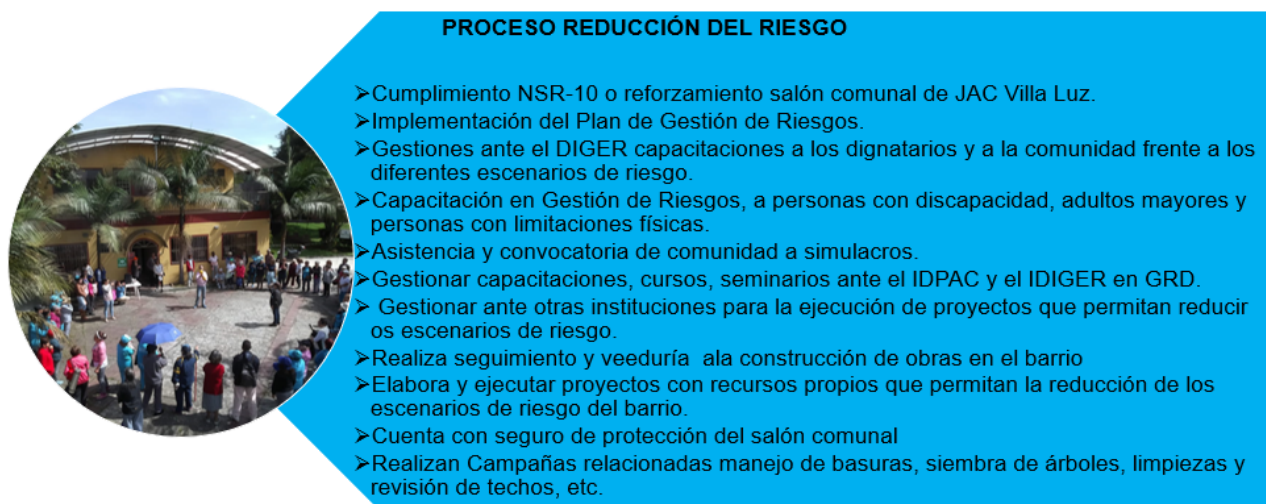 PROCESO REDUCCIÓN DEL RIESGO
➢Cumplimiento NSR-10 o reforzamiento salón comunal de JAC Villa Luz.
➢Implementación del Plan de Gestión de Riesgos.
➢Gestiones ante el DIGER capacitaciones a los dignatarios y a la comunidad frente a los
diferentes escenarios de riesgo.
➢Capacitación en Gestión de Riesgos, a personas con discapacidad, adultos mayores y
personas con limitaciones físicas.
➢Asistencia y convocatoria de comunidad a simulacros.
➢Gestionar capacitaciones, cursos, seminarios ante el IDPAC y el IDIGER en GRD.
➢ Gestionar ante otras instituciones para la ejecución de proyectos que permitan reducir
os escenarios de riesgo.
➢Realiza seguimiento y veeduría ala construcción de obras en el barrio
➢Elabora y ejecutar proyectos con recursos propios que permitan la reducción de los
escenarios de riesgo del barrio.
➢Cuenta con seguro de protección del salón comunal
➢Realizan Campañas relacionadas manejo de basuras, siembra de árboles, limpiezas y
revisión de techos, etc.